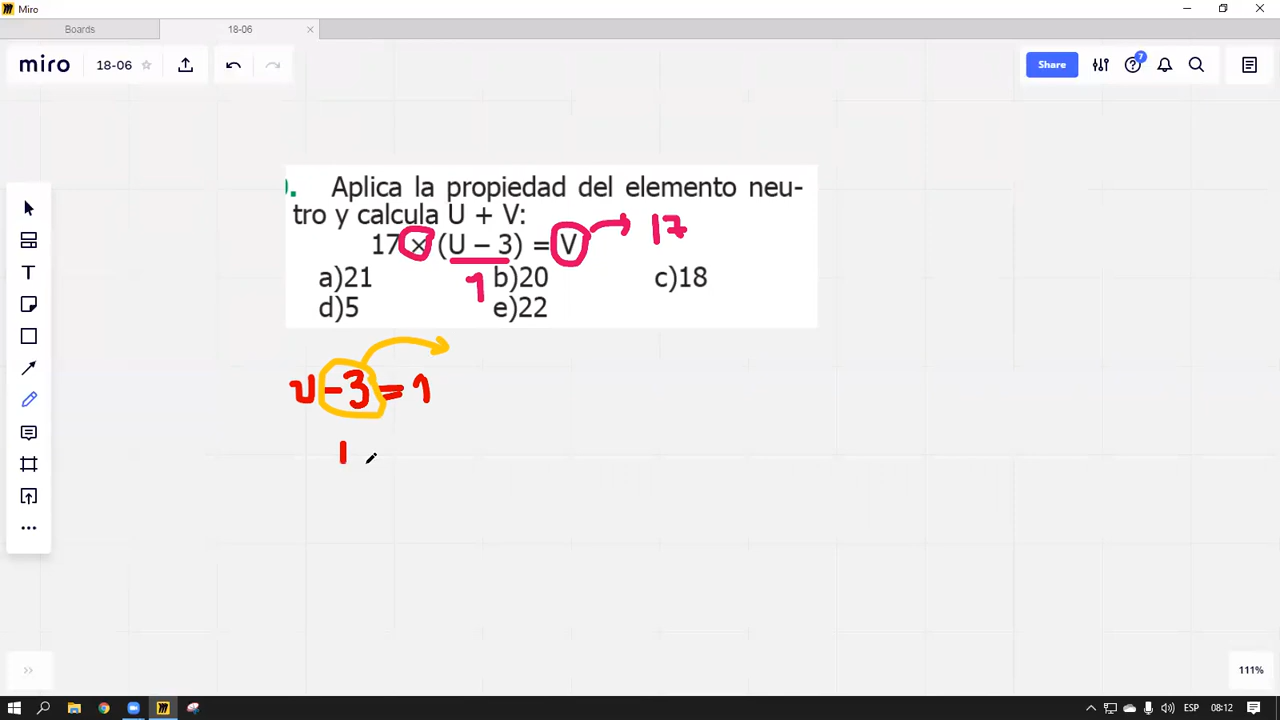 Miro
Boards
18-06
miro
18-06
Share
7
). Aplica la propiedad del elemento neu-
tro y calcula U + V:
17 × (U – 3) = V → 17
1
a)21 b)20 c)18
d)5 e)22
U - 3 = 1
1
111%
ESP
08:12